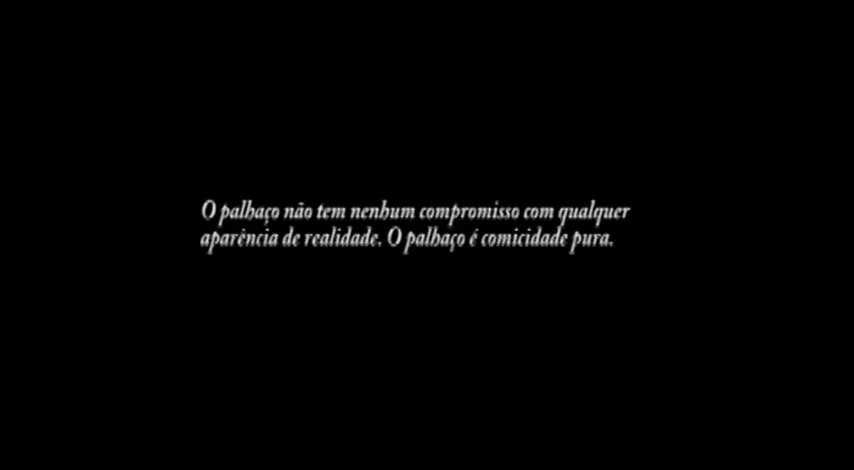 O palhaço não tem nenhum compromisso com qualquer
aparência de realidade. O palhaço é comicidade pura.